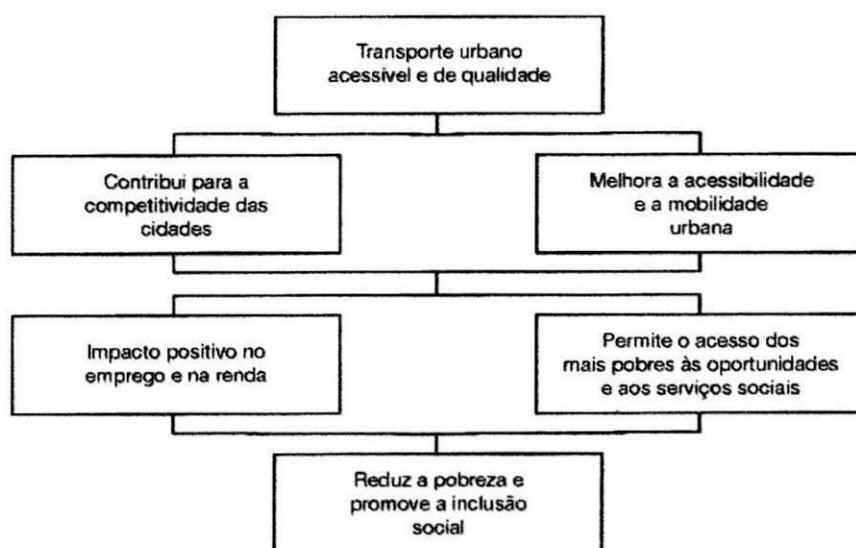 Transporte urbano
acessível e de qualidade
Contribui para a
competitividade das
cidades
Melhora a acessibilidade
e a mobilidade
urbana
Impacto positivo no
emprego e na renda
Permite o acesso dos
mais pobres às oportunidades
e aos serviços sociais
Reduz a pobreza e
promove a inclusão
social